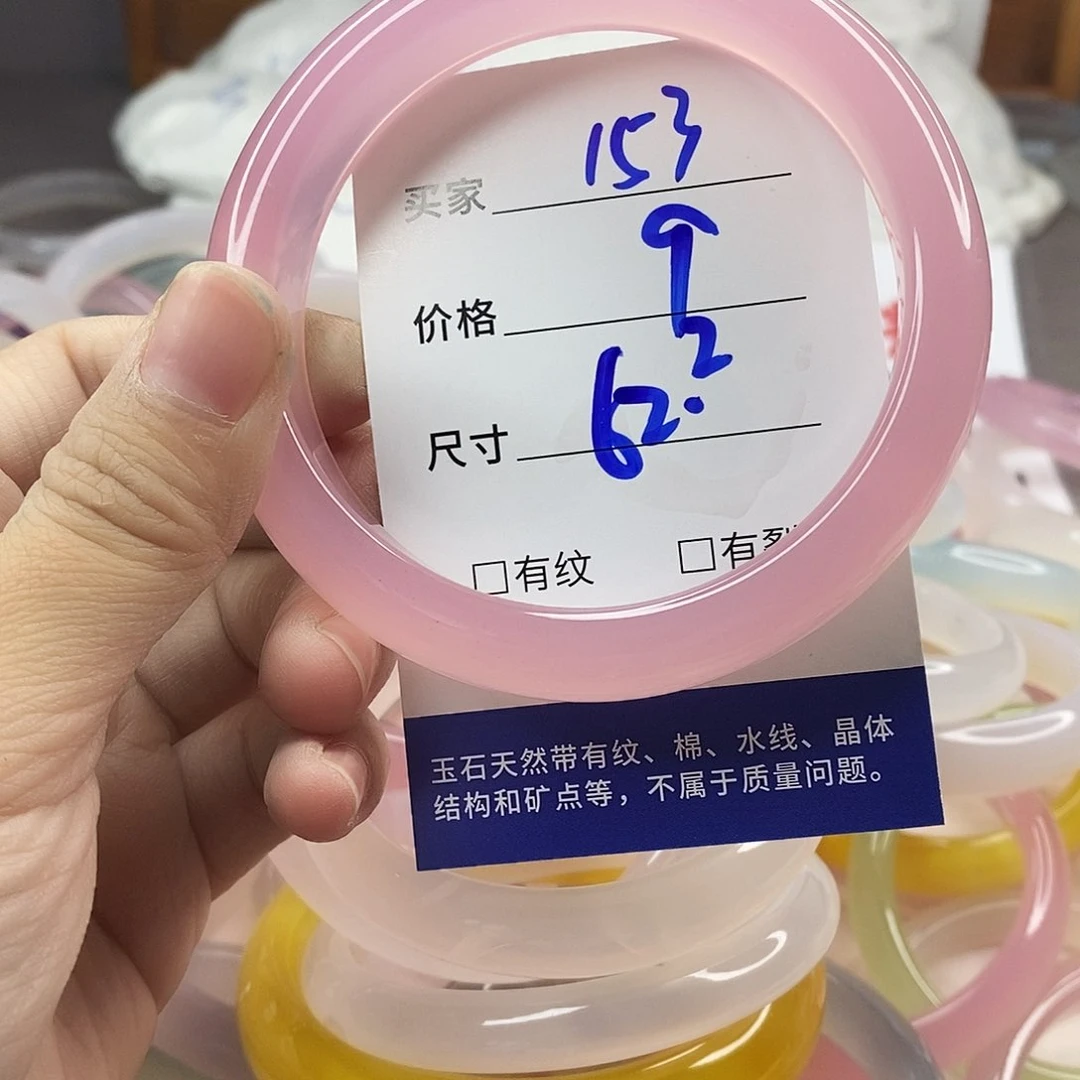 买家 153
价格
尺寸 62.2
□有纹 □有裂
玉石天然带有纹、棉、水线、晶体
结构和矿点等，不属于质量问题。